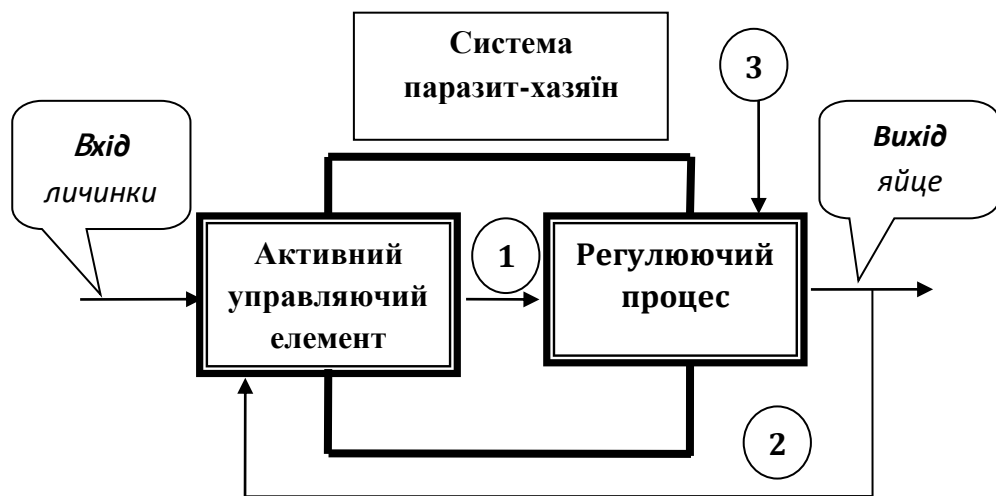 Система
паразит-хазяїн
3
Вхід
личинки
Вихід
яйце
Активний
управляючий
елемент
1
Регулюючий
процес
2